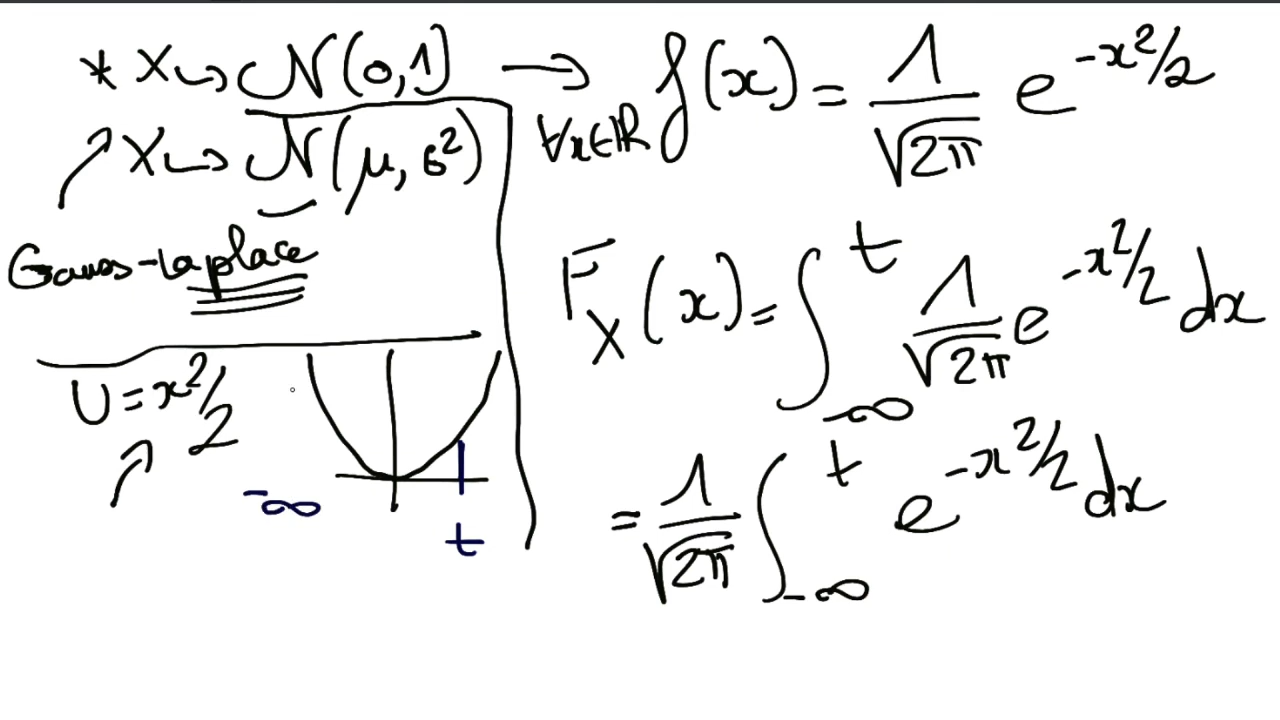 * X ↪ 𝒩(0,1) → ∀x∈ℝ f(x) = 1/√2π e^(-x²/2)
X ↪ 𝒩(μ, σ²)
Gauss-Laplace
F_X(x) = ∫_{-∞}^{t} 1/√2π e^(-x²/2) dx
U = x²/2
-∞
t
= 1/√2π ∫_{-∞}^{t} e^(-x²/2) dx